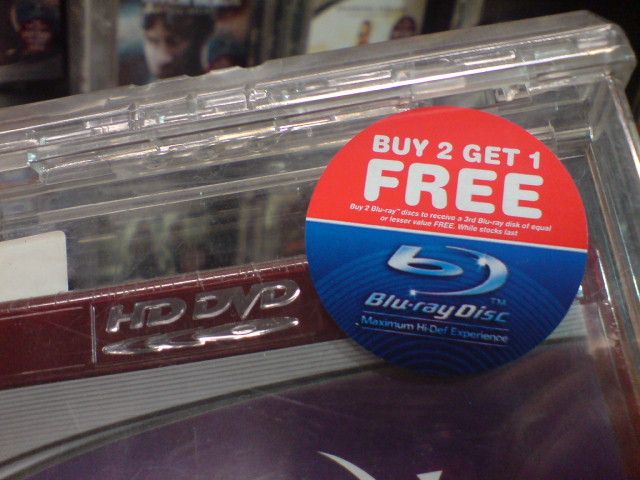 BUY 2 GET 1
FREE
Buy 2 Blu-ray™ discs to receive a 3rd Blu-ray disk of equal
or lesser value FREE. While stocks last
Blu-ray Disc™
Maximum Hi-Def Experience
HD DVD